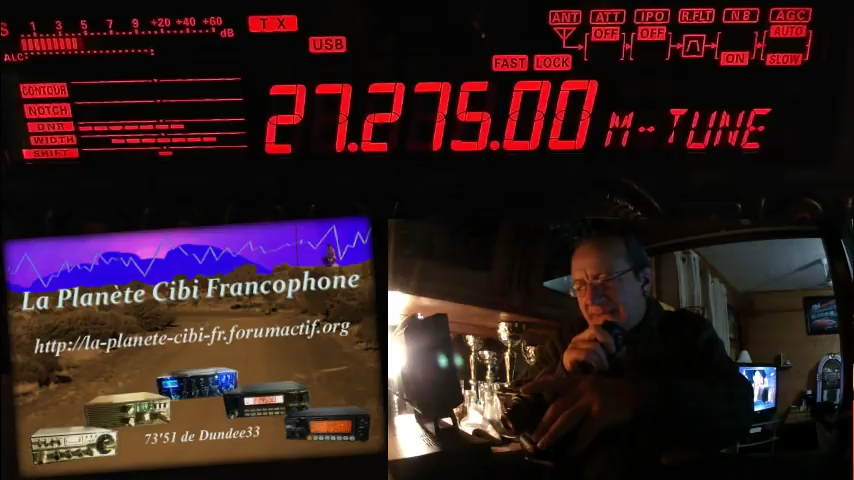 S 1 3 5 7 9 +20 +40 +60 dB
ALC:
TX
USB
FAST LOCK
ANT ATT IPO R.FLT NB AGC
OFF OFF AUTO
ON SLOW
CONTOUR
NOTCH
DNR
WIDTH
SHIFT
27.275.00 M-TUNE
La Planète Cibi Francophone
http://la-planete-cibi-fr.forumactif.org
73'51 de Dundee33